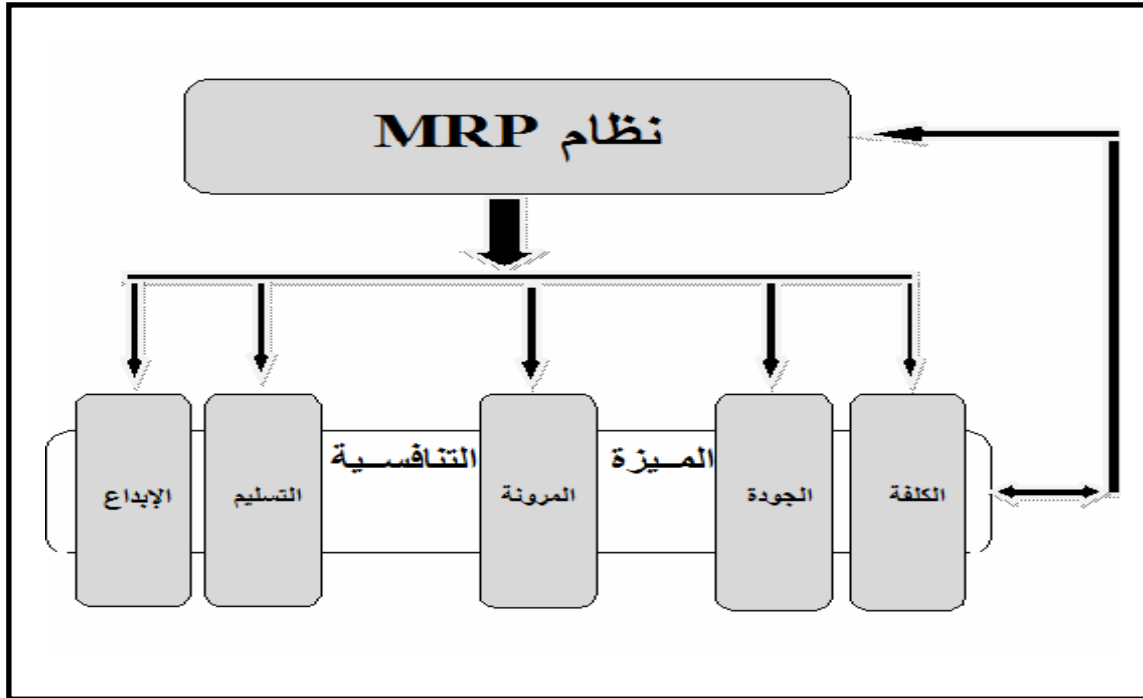 نظام MRP
الميزة التنافسية
الكلفة
الجودة
المرونة
التسليم
الإبداع